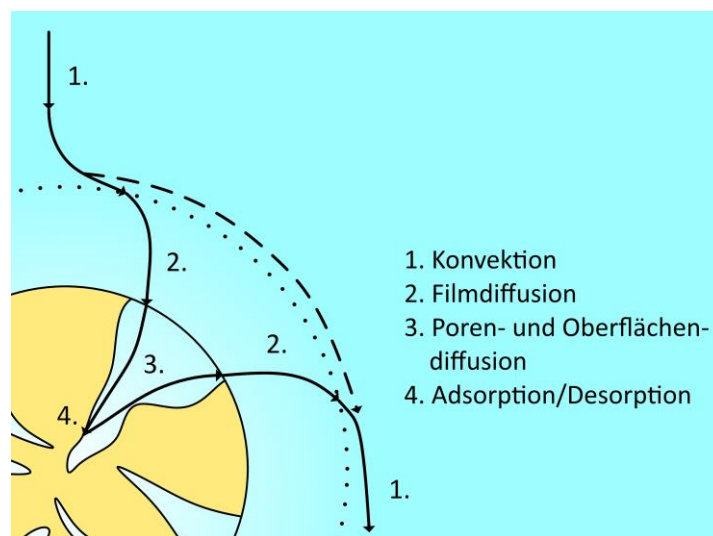 1.
2.
2.
3.
4.
1.
1. Konvektion
2. Filmdiffusion
3. Poren- und Oberflächen-
diffusion
4. Adsorption/Desorption